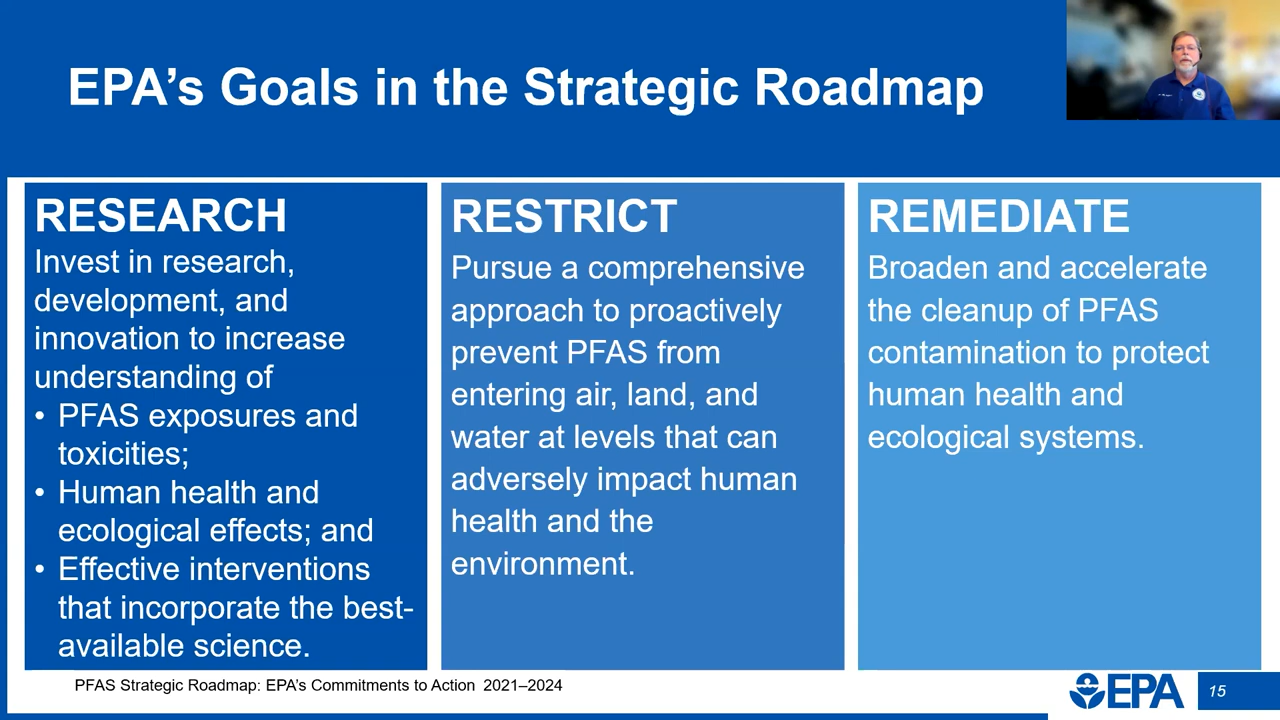 EPA’s Goals in the Strategic Roadmap
RESEARCH
Invest in research,
development, and
innovation to increase
understanding of
• PFAS exposures and
toxicities;
• Human health and
ecological effects; and
• Effective interventions
that incorporate the best-
available science.
RESTRICT
Pursue a comprehensive
approach to proactively
prevent PFAS from
entering air, land, and
water at levels that can
adversely impact human
health and the
environment.
REMEDIATE
Broaden and accelerate
the cleanup of PFAS
contamination to protect
human health and
ecological systems.
PFAS Strategic Roadmap: EPA’s Commitments to Action 2021–2024
EPA
15